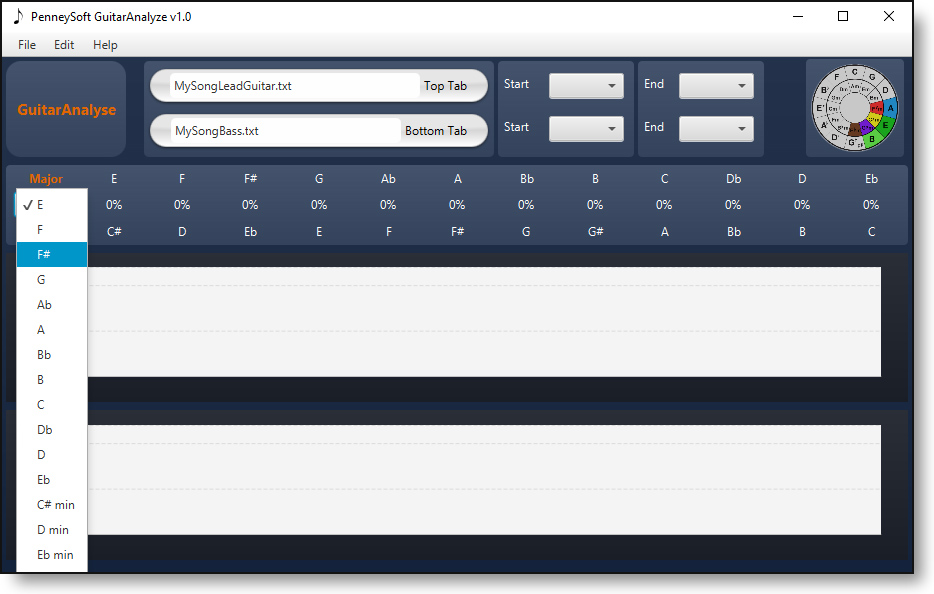 PenneySoft GuitarAnalyze v1.0
File Edit Help
GuitarAnalyse
MySongLeadGuitar.txt Top Tab
MySongBass.txt Bottom Tab
Start
Start
End
End
F C G
B♭ D
E♭ A
A♭ E
D♭ G♭ B
Major E F F# G Ab A Bb B C Db D Eb
0% 0% 0% 0% 0% 0% 0% 0% 0% 0% 0% 0%
C# D Eb E F F# G G# A Bb B C
✓ E
F
F#
G
Ab
A
Bb
B
C
Db
D
Eb
C# min
D min
Eb min